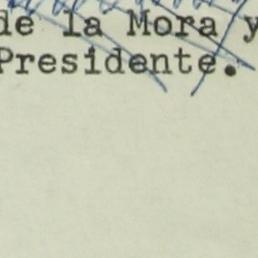 de la Mora y
Presidente.